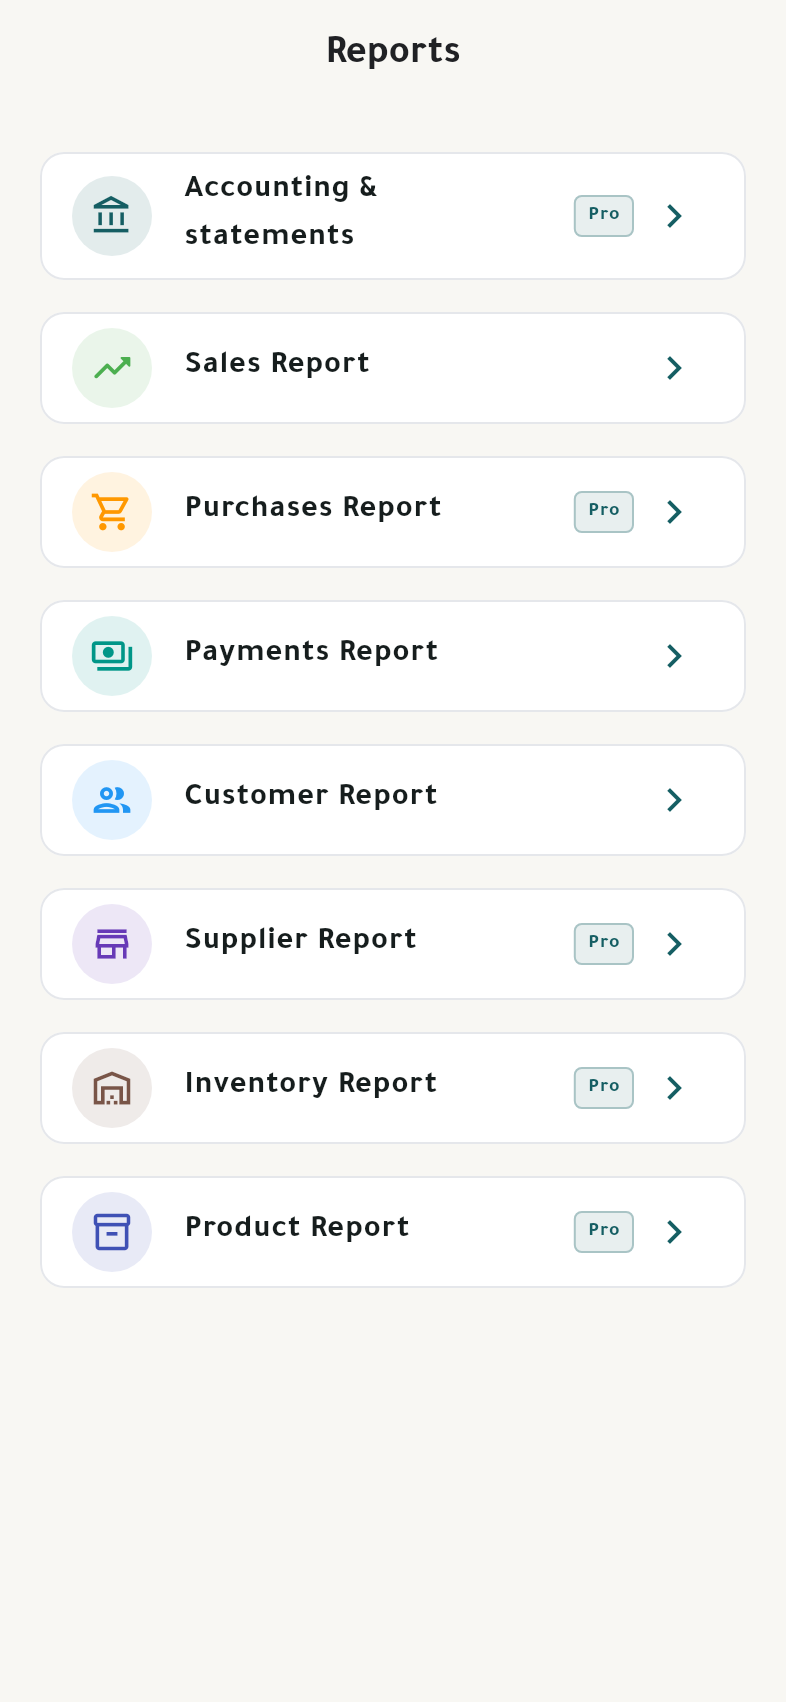 Reports
Accounting &
statements
Pro
Sales Report
Purchases Report
Pro
Payments Report
Customer Report
Supplier Report
Pro
Inventory Report
Pro
Product Report
Pro